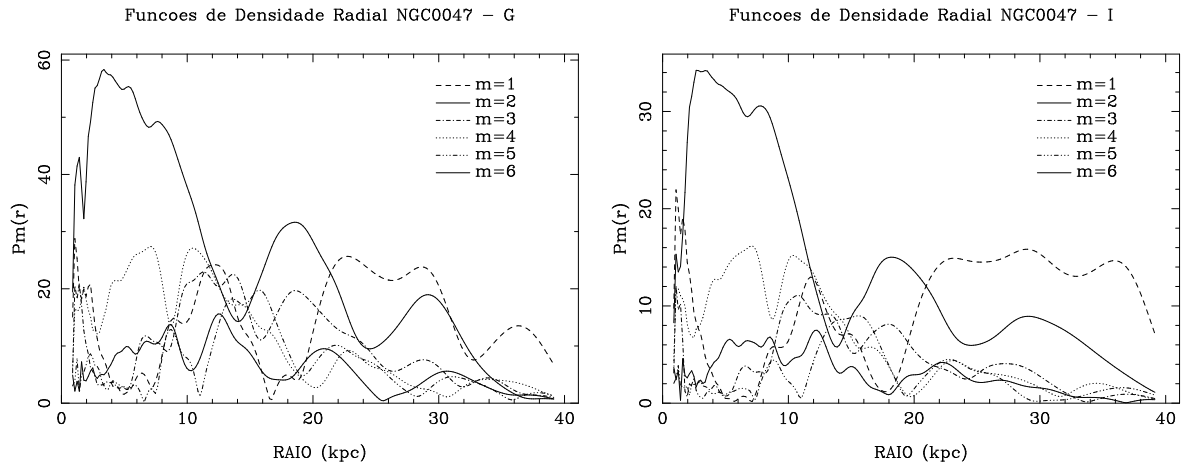 Funcoes de Densidade Radial NGC0047 − G
60
40
20
0
Pm(r)
m=1
m=2
m=3
m=4
m=5
m=6
0 10 20 30 40
RAIO (kpc)
Funcoes de Densidade Radial NGC0047 − I
30
20
10
0
Pm(r)
m=1
m=2
m=3
m=4
m=5
m=6
0 10 20 30 40
RAIO (kpc)